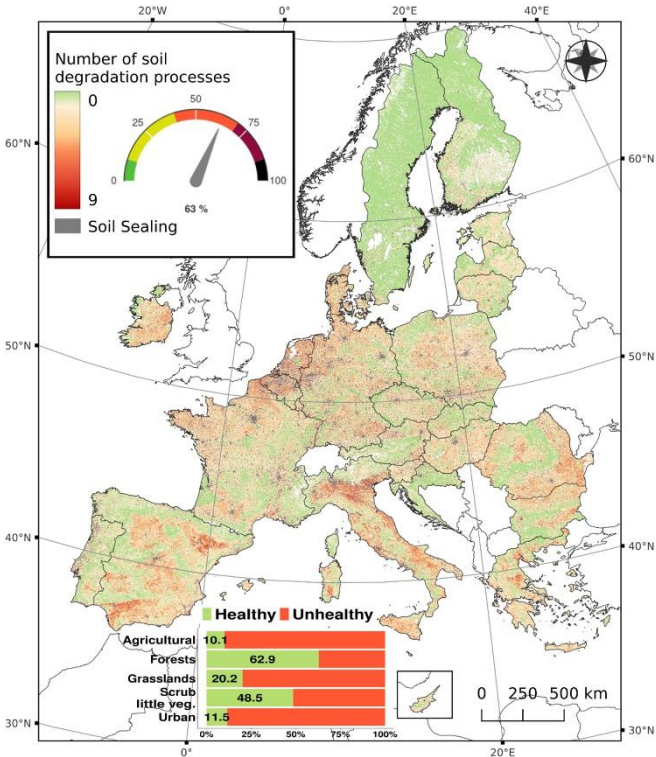 20°W
0°
20°E
40°E
Number of soil
degradation processes
0
9
0
25
50
75
100
63 %
Soil Sealing
60°N
60°N
50°N
50°N
40°N
40°N
30°N
30°N
Healthy
Unhealthy
Agricultural
10.1
Forests
62.9
Grasslands
20.2
Scrub
little veg.
48.5
Urban
11.5
0%
25%
50%
75%
100%
0 250 500 km
0°
20°E